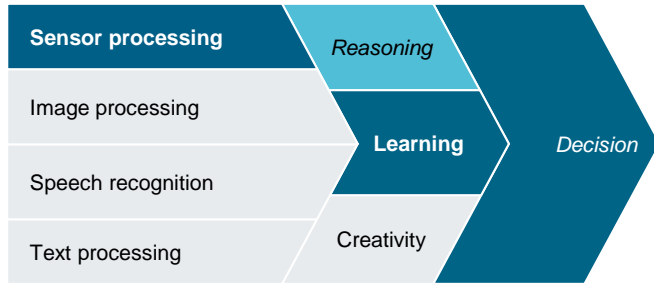 Sensor processing
Image processing
Speech recognition
Text processing
Reasoning
Learning
Creativity
Decision